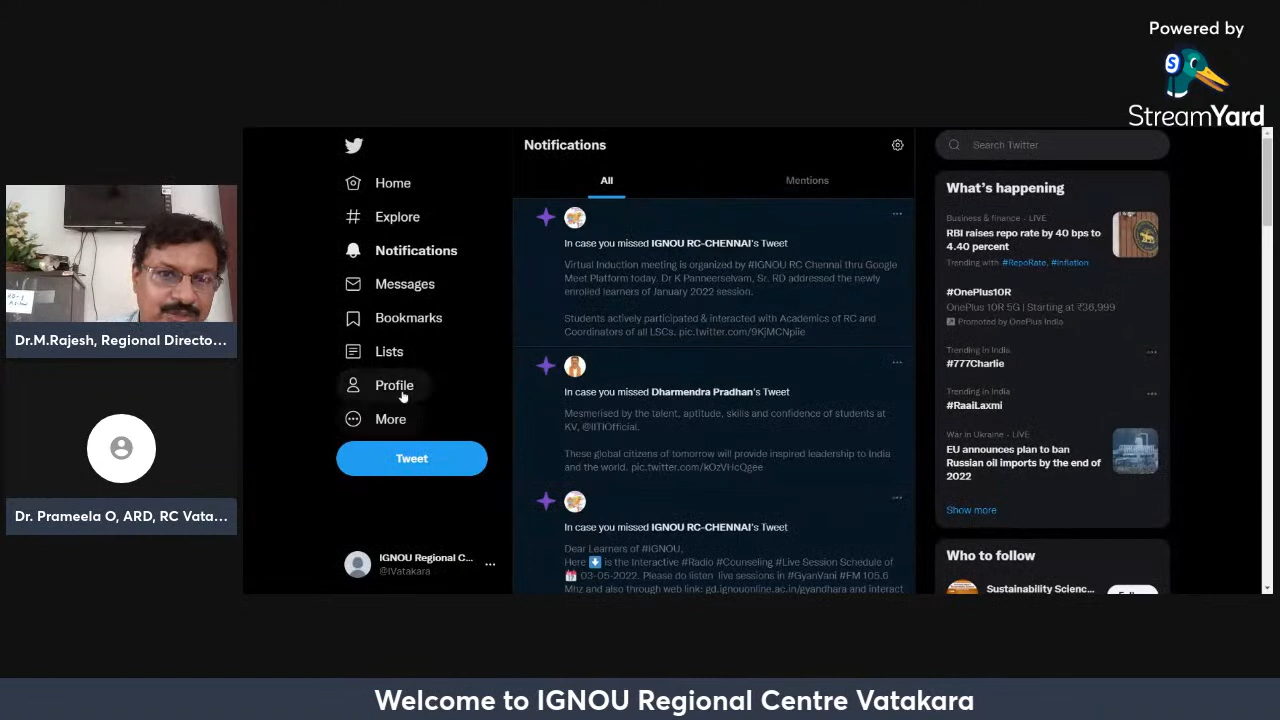 Powered by
StreamYard
Dr.M.Rajesh, Regional Directo...
Dr. Prameela O, ARD, RC Vata...
Home
Explore
Notifications
Messages
Bookmarks
Lists
Profile
More
Tweet
IGNOU Regional C...
@IVatakara
Notifications
All
Mentions
In case you missed IGNOU RC-CHENNAI's Tweet
Virtual Induction meeting is organized by #IGNOU RC Chennai thru Google
Meet Platform today. Dr K Panneerselvam, Sr. RD addressed the newly
enrolled learners of January 2022 session.
Students actively participated & interacted with Academics of RC and
Coordinators of all LSCs. pic.twitter.com/9KjMCNpiie
In case you missed Dharmendra Pradhan's Tweet
Mesmerised by the talent, aptitude, skills and confidence of students at
KV, @IITIOfficial.
These global citizens of tomorrow will provide inspired leadership to India
and the world. pic.twitter.com/kOzVHcQgee
In case you missed IGNOU RC-CHENNAI's Tweet
Dear Learners of #IGNOU,
Here ⬇️ is the Interactive #Radio #Counseling #Live Session Schedule of
📅 03-05-2022. Please do listen live sessions in #GyanVani #FM 105.6
Mhz and also through web link: gd.ignouonline.ac.in/gyandhara and interact
Search Twitter
What's happening
Business & finance · LIVE
RBI raises repo rate by 40 bps to
4.40 percent
Trending with #RepoRate, #inflation
#OnePlus10R
OnePlus 10R 5G | Starting at ₹36,999
Promoted by OnePlus India
Trending in India
#777Charlie
Trending in India
#RaaiLaxmi
War in Ukraine · LIVE
EU announces plan to ban
Russian oil imports by the end of
2022
Show more
Who to follow
Sustainability Scienc...
Welcome to IGNOU Regional Centre Vatakara